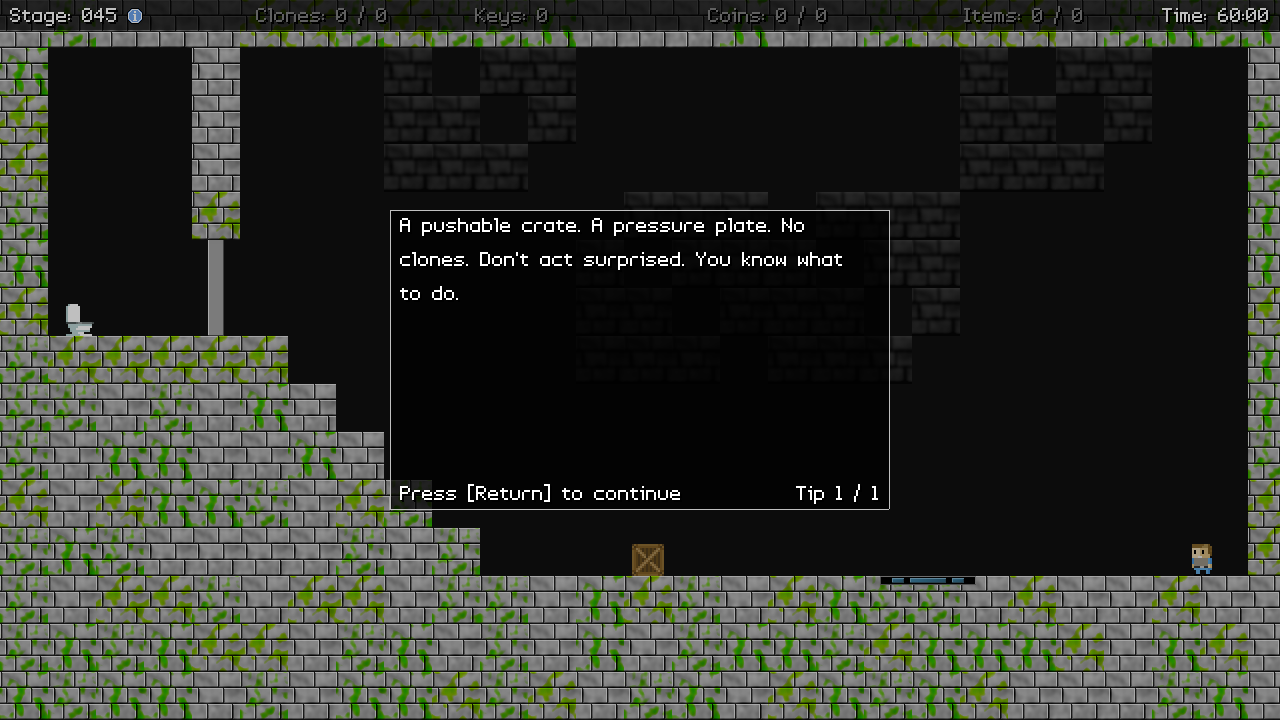 Stage: 045 Clones: 0 / 0 Keys: 0 Coins: 0 / 0 Items: 0 / 0 Time: 60:00
A pushable crate. A pressure plate. No
clones. Don't act surprised. You know what
to do.
Press [Return] to continue Tip 1 / 1